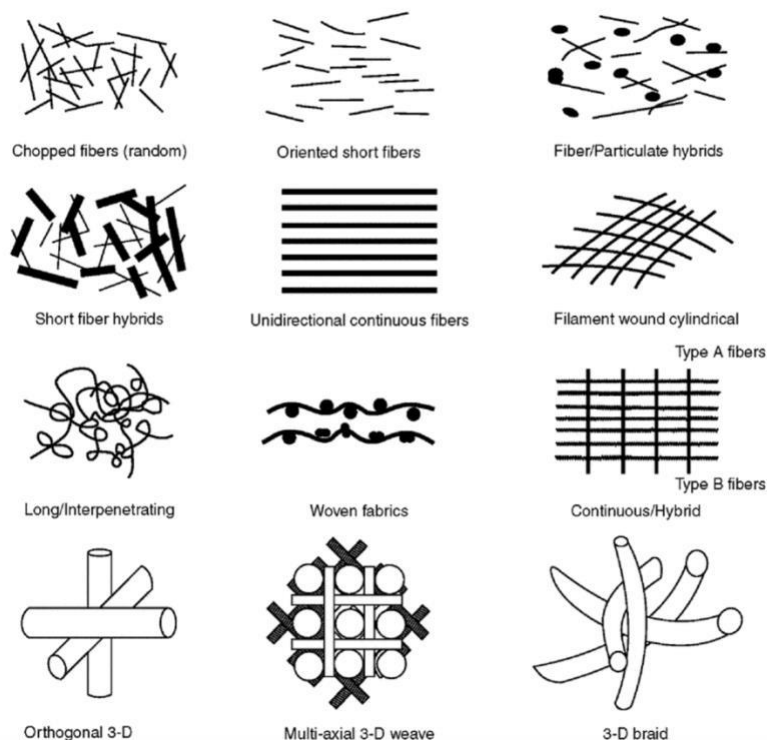 Chopped fibers (random)
Oriented short fibers
Fiber/Particulate hybrids
Short fiber hybrids
Unidirectional continuous fibers
Filament wound cylindrical
Type A fibers
Type B fibers
Long/Interpenetrating
Woven fabrics
Continuous/Hybrid
Orthogonal 3-D
Multi-axial 3-D weave
3-D braid